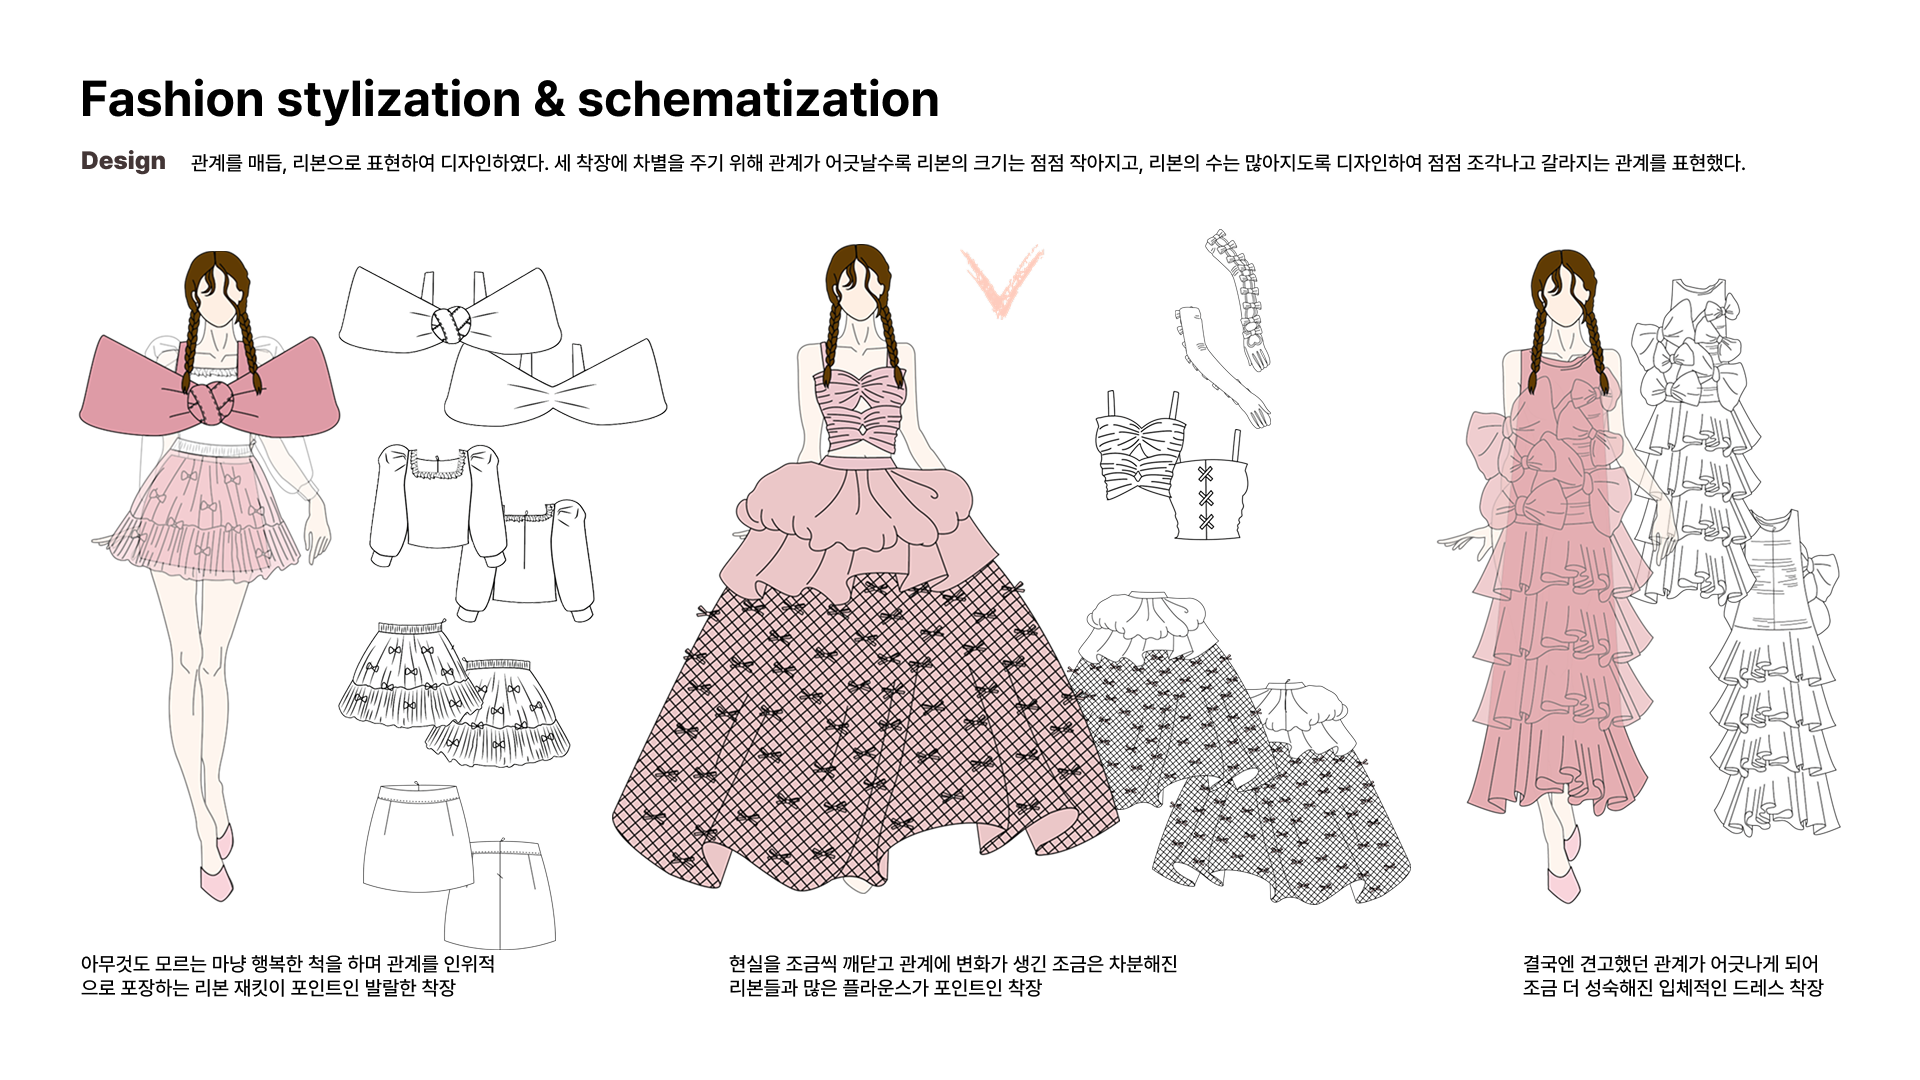 Fashion stylization & schematization
Design 관계를 매듭, 리본으로 표현하여 디자인하였다. 세 착장에 차별을 주기 위해 관계가 어긋날수록 리본의 크기는 점점 작아지고, 리본의 수는 많아지도록 디자인하여 점점 조각나고 갈라지는 관계를 표현했다.
아무것도 모르는 마냥 행복한 척을 하며 관계를 인위적
으로 포장하는 리본 재킷이 포인트인 발랄한 착장
현실을 조금씩 깨닫고 관계에 변화가 생긴 조금은 차분해진
리본들과 많은 플라운스가 포인트인 착장
결국엔 견고했던 관계가 어긋나게 되어
조금 더 성숙해진 입체적인 드레스 착장